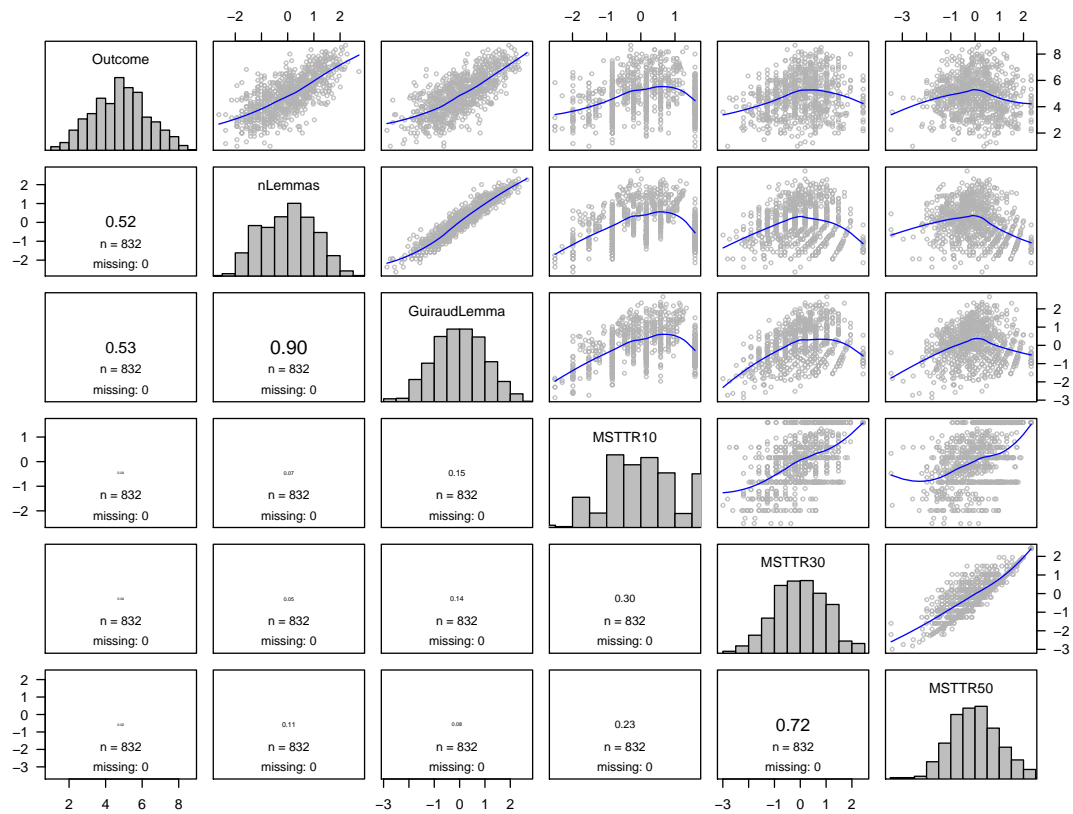 −2 0 1 2
−2 0 1
−3 −1 0 1 2
Outcome
2 4 6 8
−2 −1 0 1 2
0.52
n = 832
missing: 0
nLemmas
0.53
n = 832
missing: 0
0.90
n = 832
missing: 0
GuiraudLemma
−3 −2 −1 0 1 2
−2 −1 0 1
n = 832
missing: 0
0.07
n = 832
missing: 0
0.15
n = 832
missing: 0
MSTTR10
n = 832
missing: 0
0.05
n = 832
missing: 0
0.14
n = 832
missing: 0
0.30
n = 832
missing: 0
MSTTR30
−3 −2 −1 0 1 2
−3 −2 −1 0 1 2
n = 832
missing: 0
0.11
n = 832
missing: 0
0.08
n = 832
missing: 0
0.23
n = 832
missing: 0
0.72
n = 832
missing: 0
MSTTR50
2 4 6 8
−3 −1 0 1 2
−3 −1 0 1 2